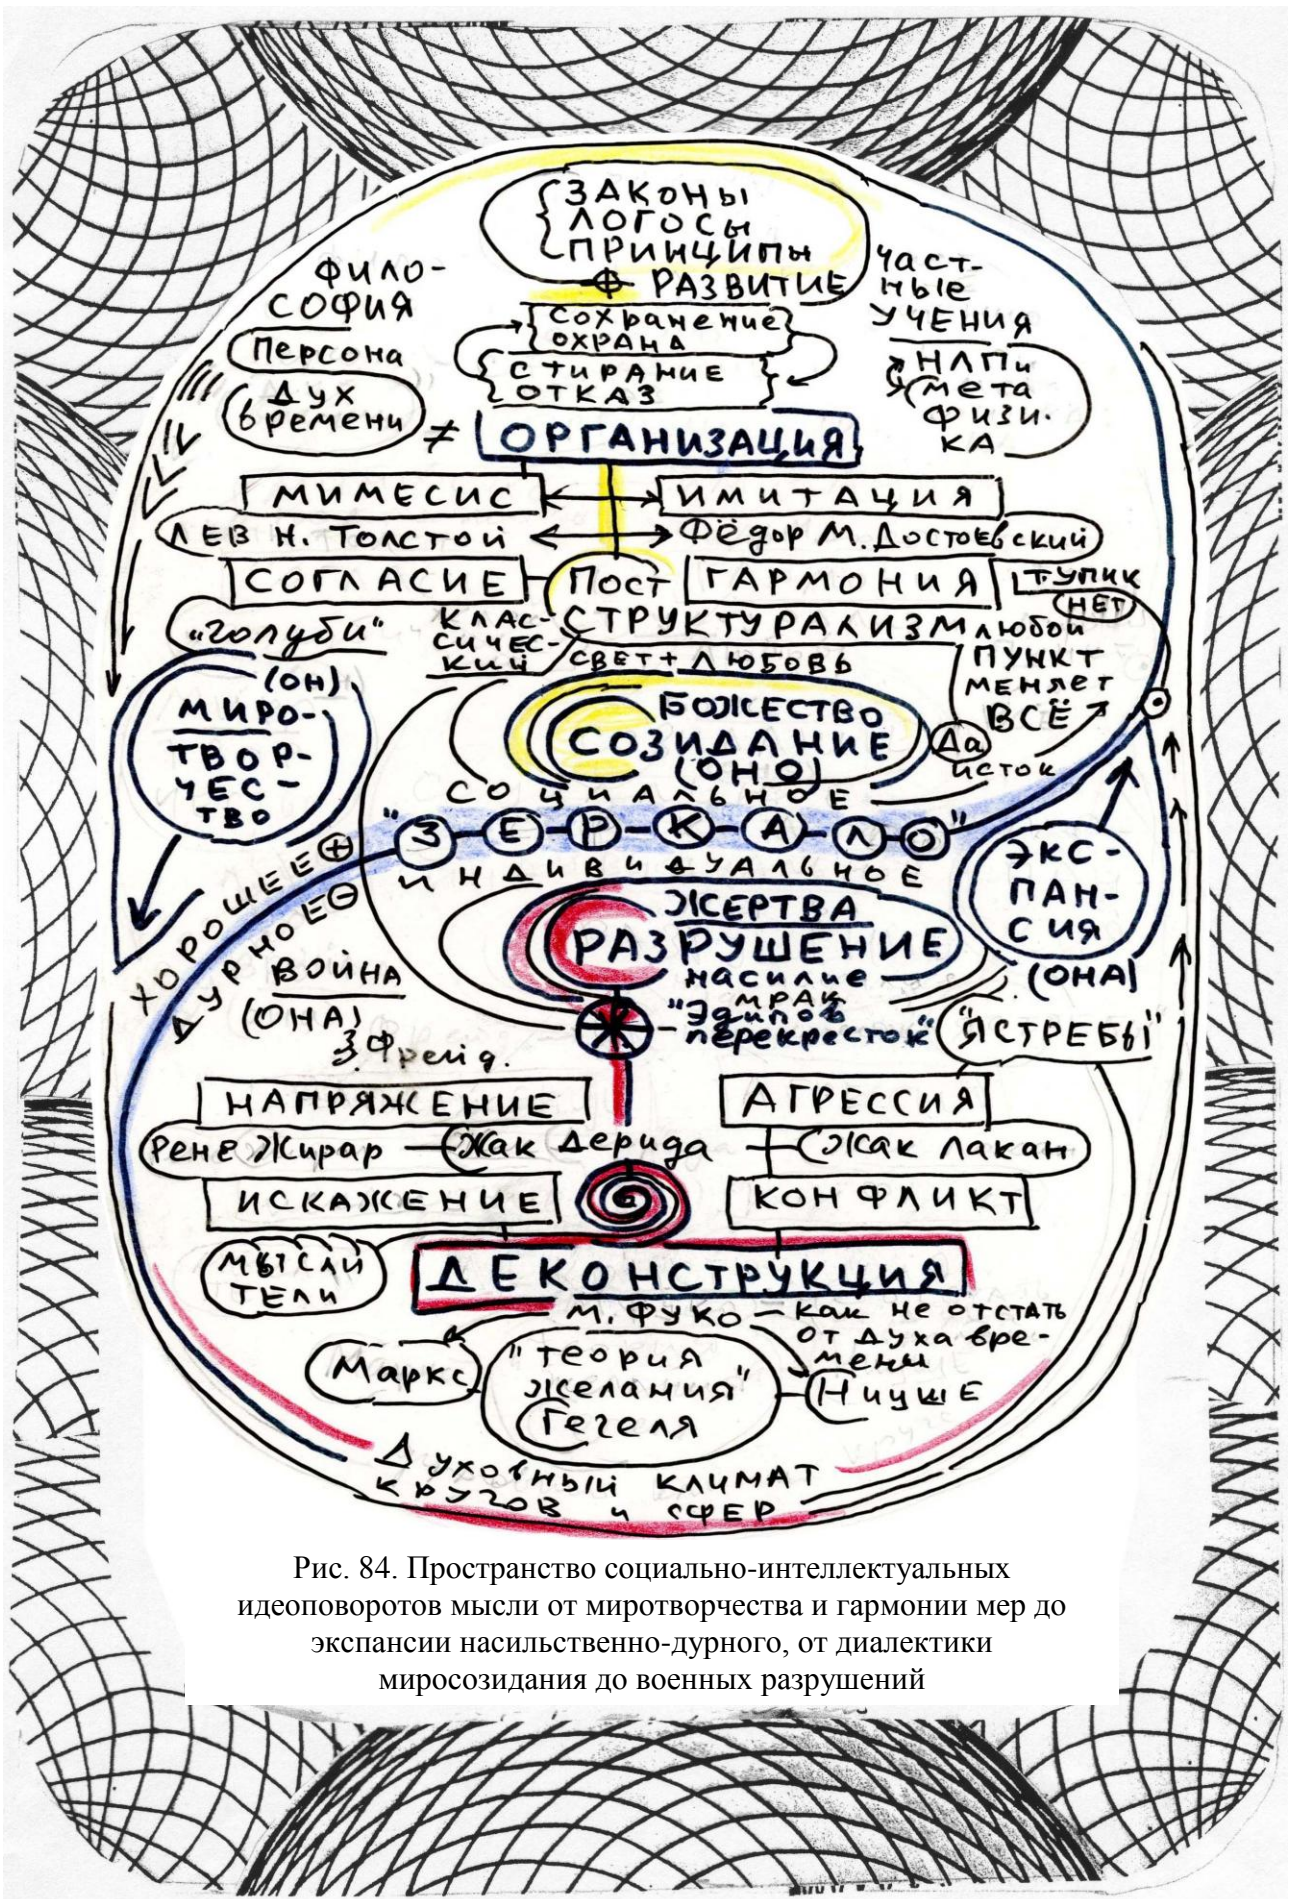 ЗАКОНЫ
ЛОГОСЫ
ПРИНЦИПЫ
РАЗВИТИЕ
ФИЛО-
СОФИЯ
Персона
Дух
времени
≠
част-
ные
УЧЕНИЯ
НЛПи
мета
физи-
КА
сохранение
ОХРАНА
СТИРАНИЕ
ОТКАЗ
ОРГАНИЗАЦИЯ
МИМЕСИС
ИМИТАЦИЯ
ЛЕВ Н. Толстой
Фёдор М. Достоевский
СОГЛАСИЕ
Пост
ГАРМОНИЯ
ТУПИК
НЕТ
"голуби"
КЛАС-
СИЧЕС-
КИЙ
СТРУКТУРАЛИЗМ
ЛЮБОЙ
ПУНКТ
МЕНЯЕТ
ВСЁ
СВЕТ + ЛЮБОВЬ
(ОН)
МИРО-
ТВОР-
ЧЕС-
ТВО
БОЖЕСТВО
СОЗИДАНИЕ
(ОНО)
Да
исток
СОЦИАЛЬНОЕ
"З-Е-Р-К-А-Л-О"
ИНДИВИДУАЛЬНОЕ
ХОРОШЕЕ +
ДУРНОЕ −
ЭКС-
ПАН-
СИЯ
(ОНА)
ЖЕРТВА
РАЗРУШЕНИЕ
насилие
МРАК
"Эдипов
перекресток"
ВОЙНА
(ОНА)
З. Фрейд.
"ЯСТРЕБЫ"
НАПРЯЖЕНИЕ
АГРЕССИЯ
Рене Жирар — Жак Дерида
Жак Лакан
ИСКАЖЕНИЕ
КОНФЛИКТ
МЫСЛИ
ТЕЛИ
ДЕКОНСТРУКЦИЯ
М. ФУКО — как не отстать
от духа вре-
мени
Маркс
"теория
желания"
Гегеля
Ницше
Духовный климат
кругов и сфер
Рис. 84. Пространство социально-интеллектуальных
идеоповоротов мысли от миротворчества и гармонии мер до
экспансии насильственно-дурного, от диалектики
миросозидания до военных разрушений